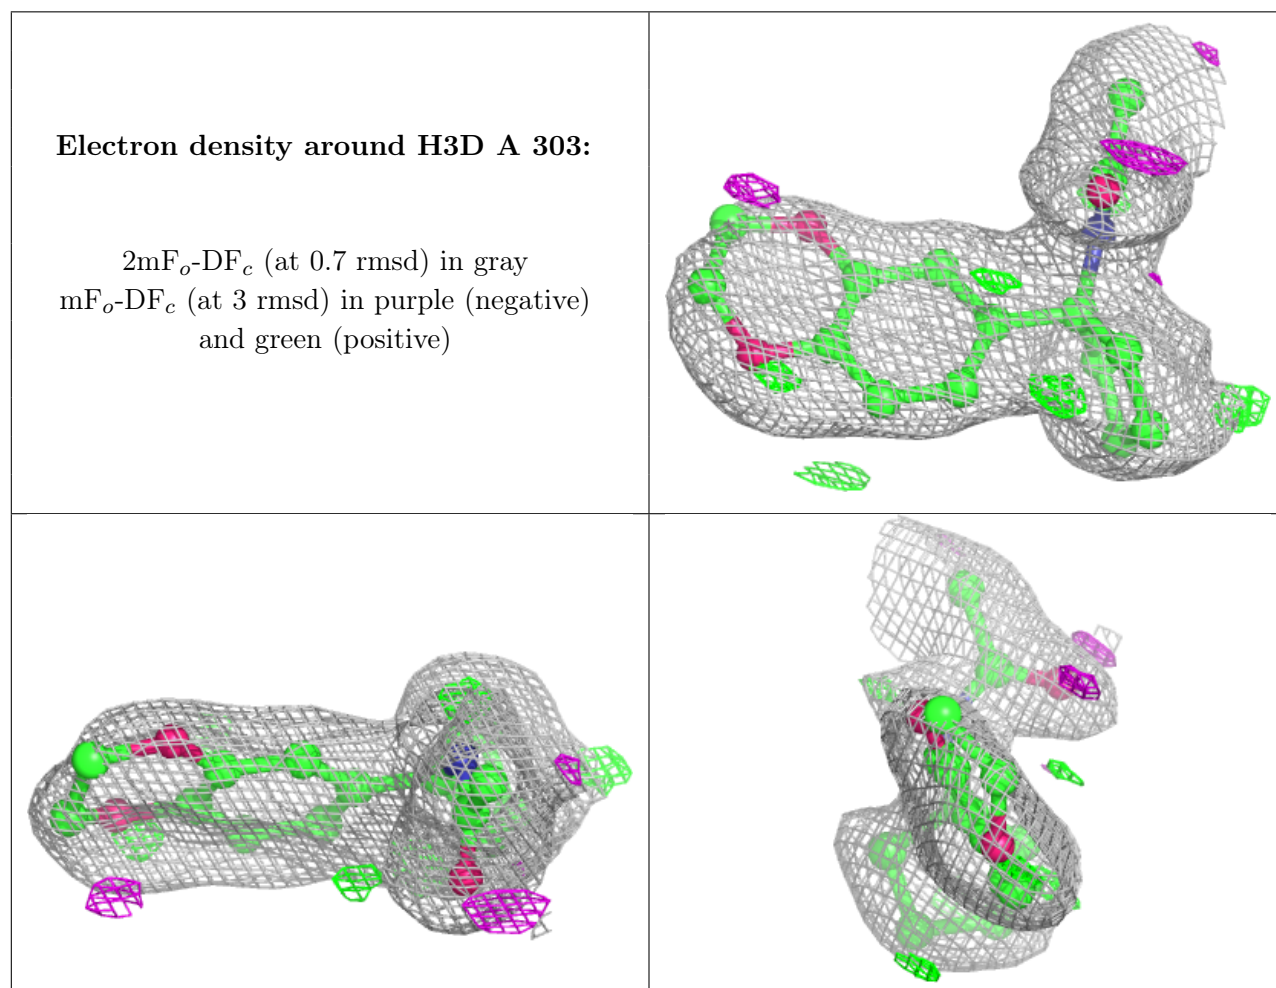 Electron density around H3D A 303:
2mFo-DFc (at 0.7 rmsd) in gray
mFo-DFc (at 3 rmsd) in purple (negative)
and green (positive)